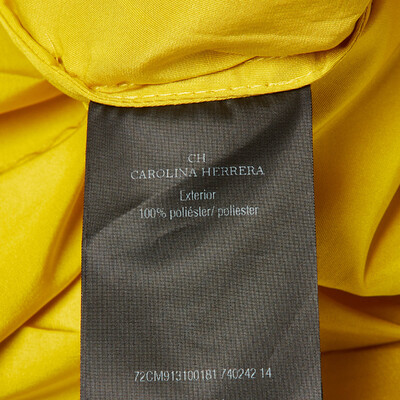 CH
CAROLINA HERRERA
Exterior
100% poliéster/ poliester
72CM913100181 740242 14